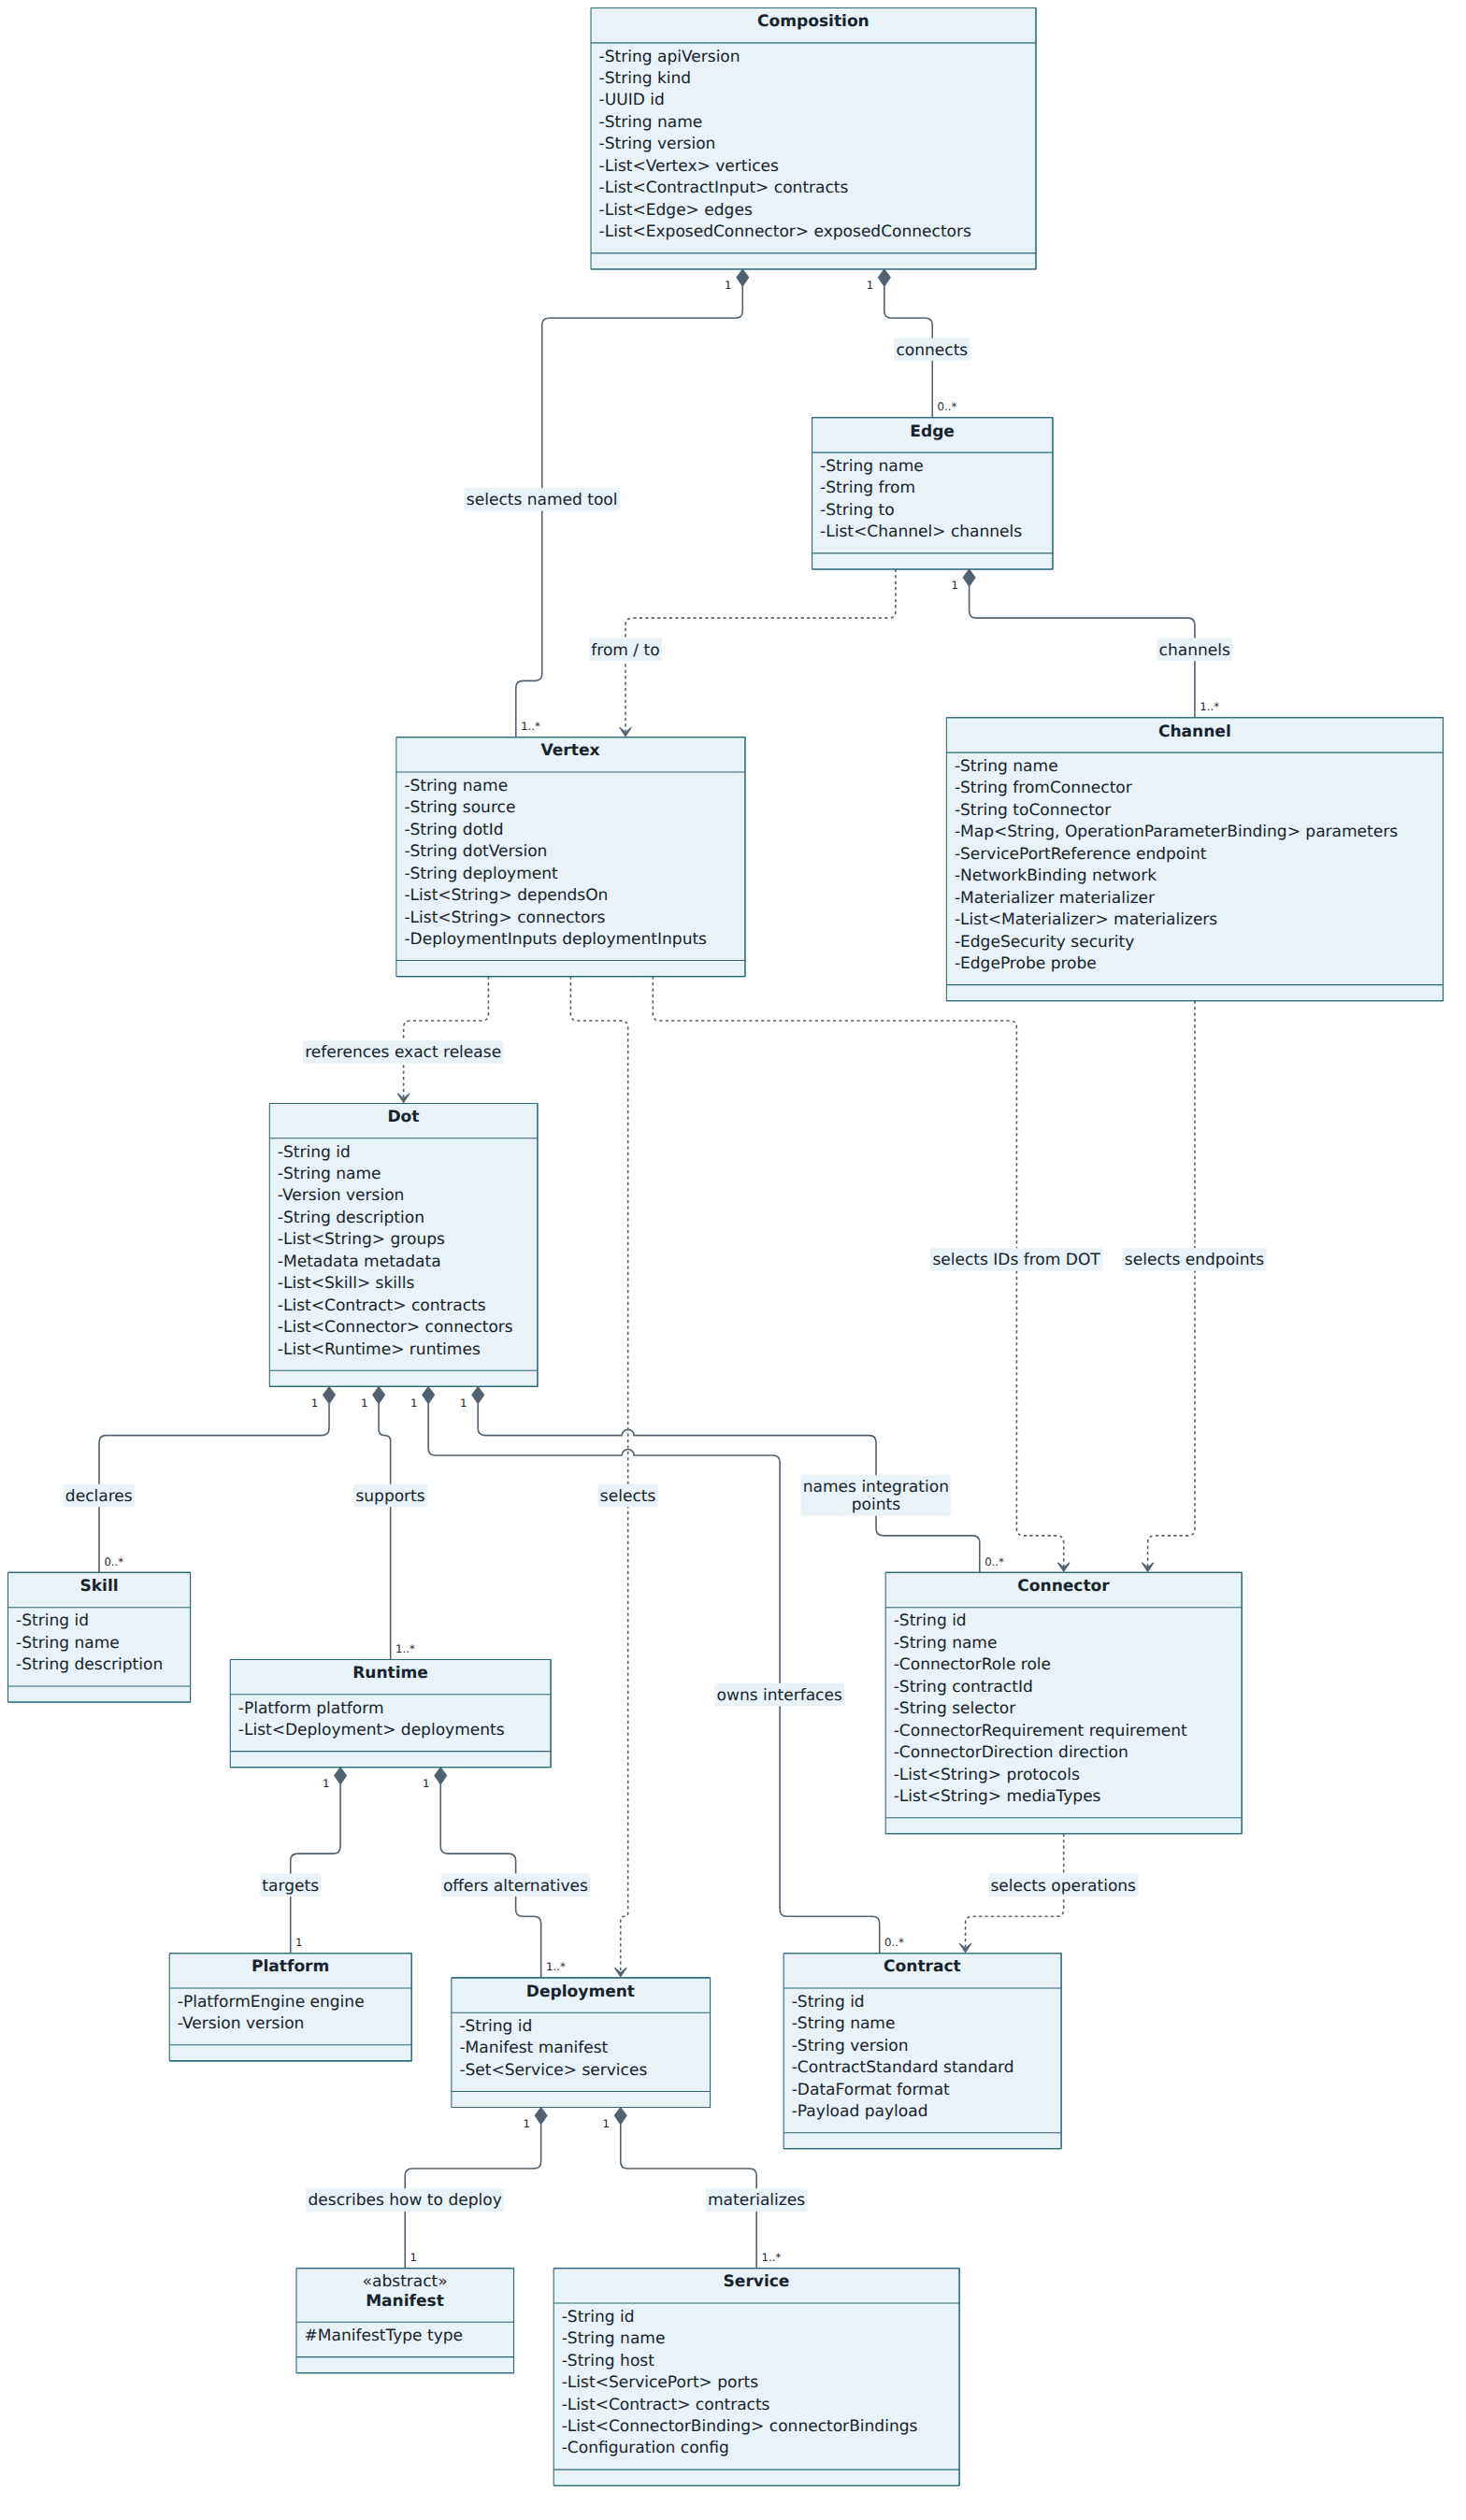 Composition
-String apiVersion
-String kind
-UUID id
-String name
-String version
-List<Vertex> vertices
-List<ContractInput> contracts
-List<Edge> edges
-List<ExposedConnector> exposedConnectors
1
1
connects
0..*
Edge
-String name
-String from
-String to
-List<Channel> channels
selects named tool
1
from / to
channels
1..*
1..*
Vertex
-String name
-String source
-String dotId
-String dotVersion
-String deployment
-List<String> dependsOn
-List<String> connectors
-DeploymentInputs deploymentInputs
Channel
-String name
-String fromConnector
-String toConnector
-Map<String, OperationParameterBinding> parameters
-ServicePortReference endpoint
-NetworkBinding network
-Materializer materializer
-List<Materializer> materializers
-EdgeSecurity security
-EdgeProbe probe
references exact release
Dot
-String id
-String name
-Version version
-String description
-List<String> groups
-Metadata metadata
-List<Skill> skills
-List<Contract> contracts
-List<Connector> connectors
-List<Runtime> runtimes
selects IDs from DOT
selects endpoints
1
1
1
1
declares
supports
selects
names integration
points
0..*
0..*
Skill
-String id
-String name
-String description
Connector
-String id
-String name
-ConnectorRole role
-String contractId
-String selector
-ConnectorRequirement requirement
-ConnectorDirection direction
-List<String> protocols
-List<String> mediaTypes
1..*
Runtime
-Platform platform
-List<Deployment> deployments
owns interfaces
1
1
targets
offers alternatives
selects operations
1
1..*
0..*
Platform
-PlatformEngine engine
-Version version
Deployment
-String id
-Manifest manifest
-Set<Service> services
Contract
-String id
-String name
-String version
-ContractStandard standard
-DataFormat format
-Payload payload
1
1
describes how to deploy
materializes
1
1..*
«abstract»
Manifest
#ManifestType type
Service
-String id
-String name
-String host
-List<ServicePort> ports
-List<Contract> contracts
-List<ConnectorBinding> connectorBindings
-Configuration config